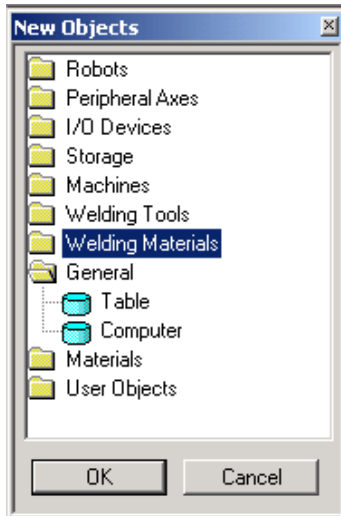 New Objects
Robots
Peripheral Axes
I/O Devices
Storage
Machines
Welding Tools
Welding Materials
General
Table
Computer
Materials
User Objects
OK Cancel